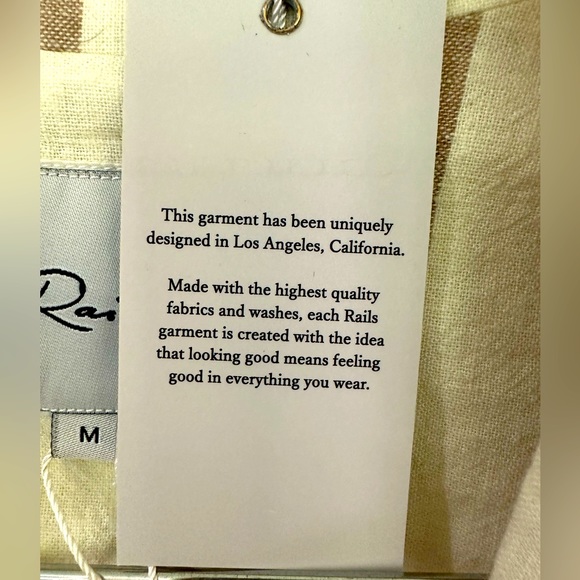 This garment has been uniquely
designed in Los Angeles, California.
Made with the highest quality
fabrics and washes, each Rails
garment is created with the idea
that looking good means feeling
good in everything you wear.
Rai
M